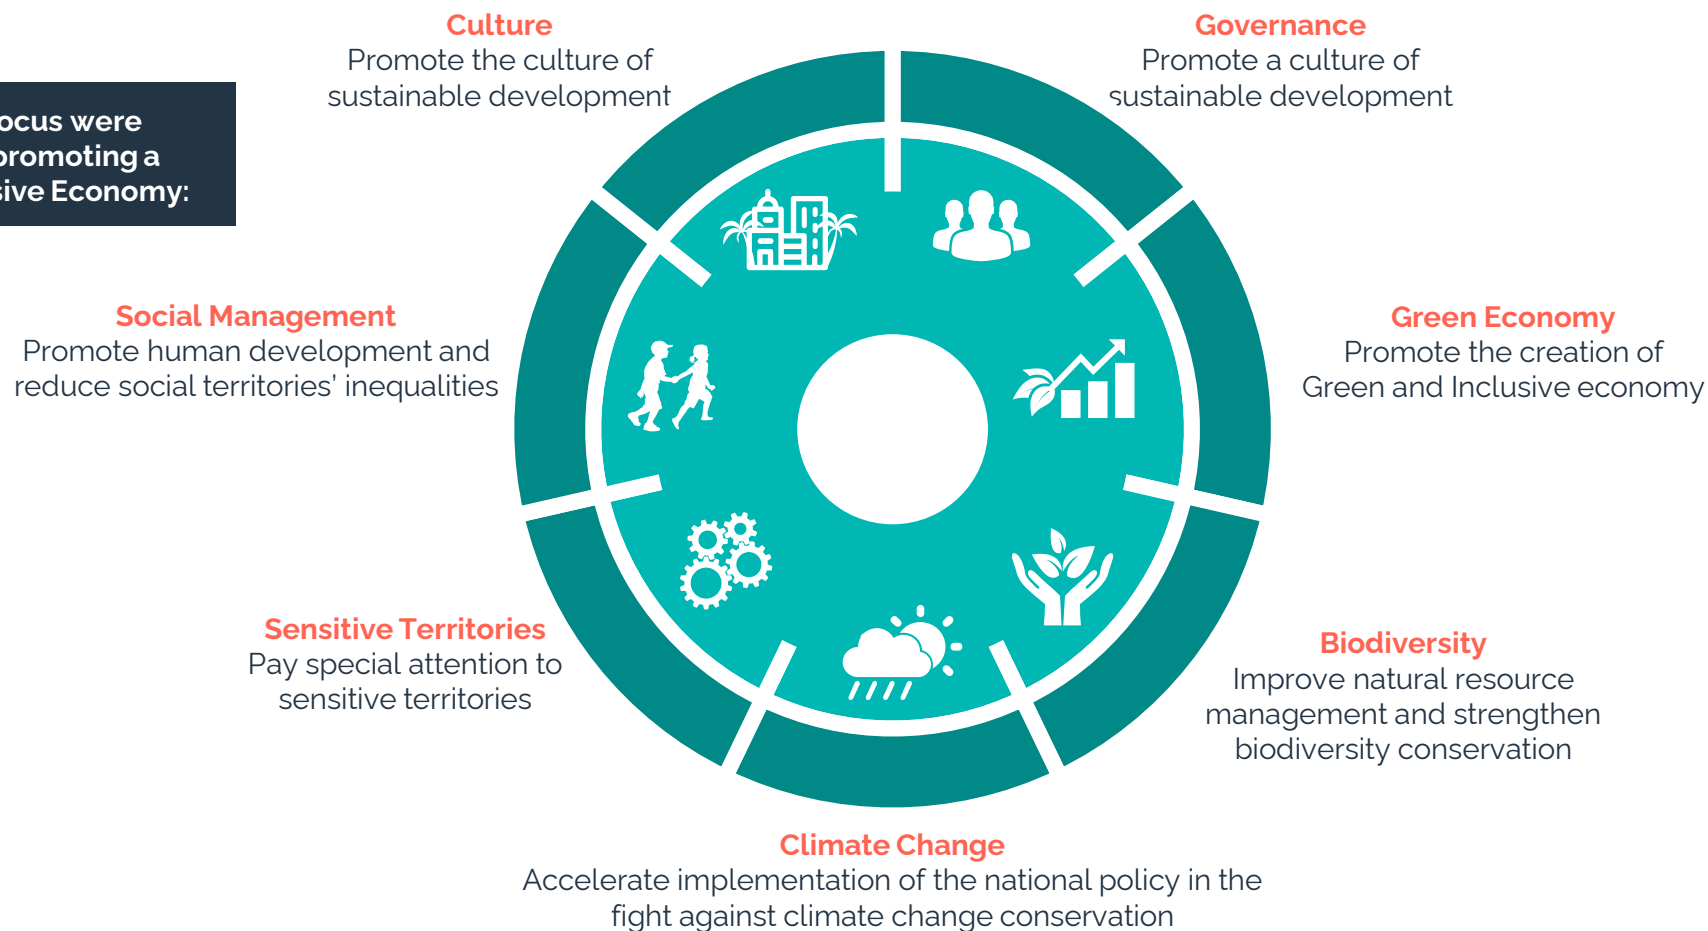 Culture
Promote the culture of
sustainable development
Governance
Promote a culture of
sustainable development
ocus were
promoting a
sive Economy:
Social Management
Promote human development and
reduce social territories’ inequalities
Green Economy
Promote the creation of
Green and Inclusive economy
Sensitive Territories
Pay special attention to
sensitive territories
Biodiversity
Improve natural resource
management and strengthen
biodiversity conservation
Climate Change
Accelerate implementation of the national policy in the
fight against climate change conservation